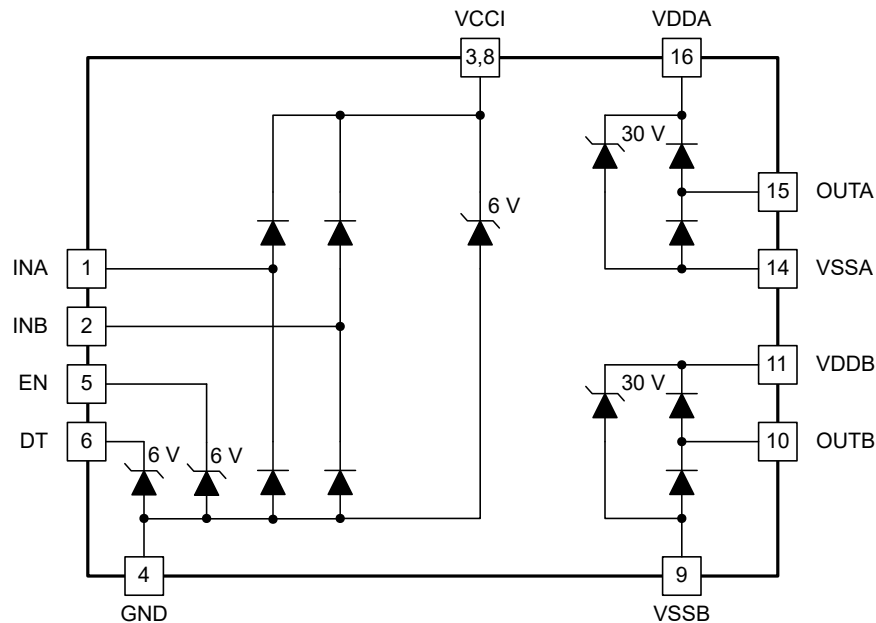 VCCI
VDDA
3,8
16
30 V
15
OUTA
6 V
INA
1
14
VSSA
INB
2
11
VDDB
EN
5
30 V
DT
6
10
OUTB
6 V
6 V
4
9
GND
VSSB